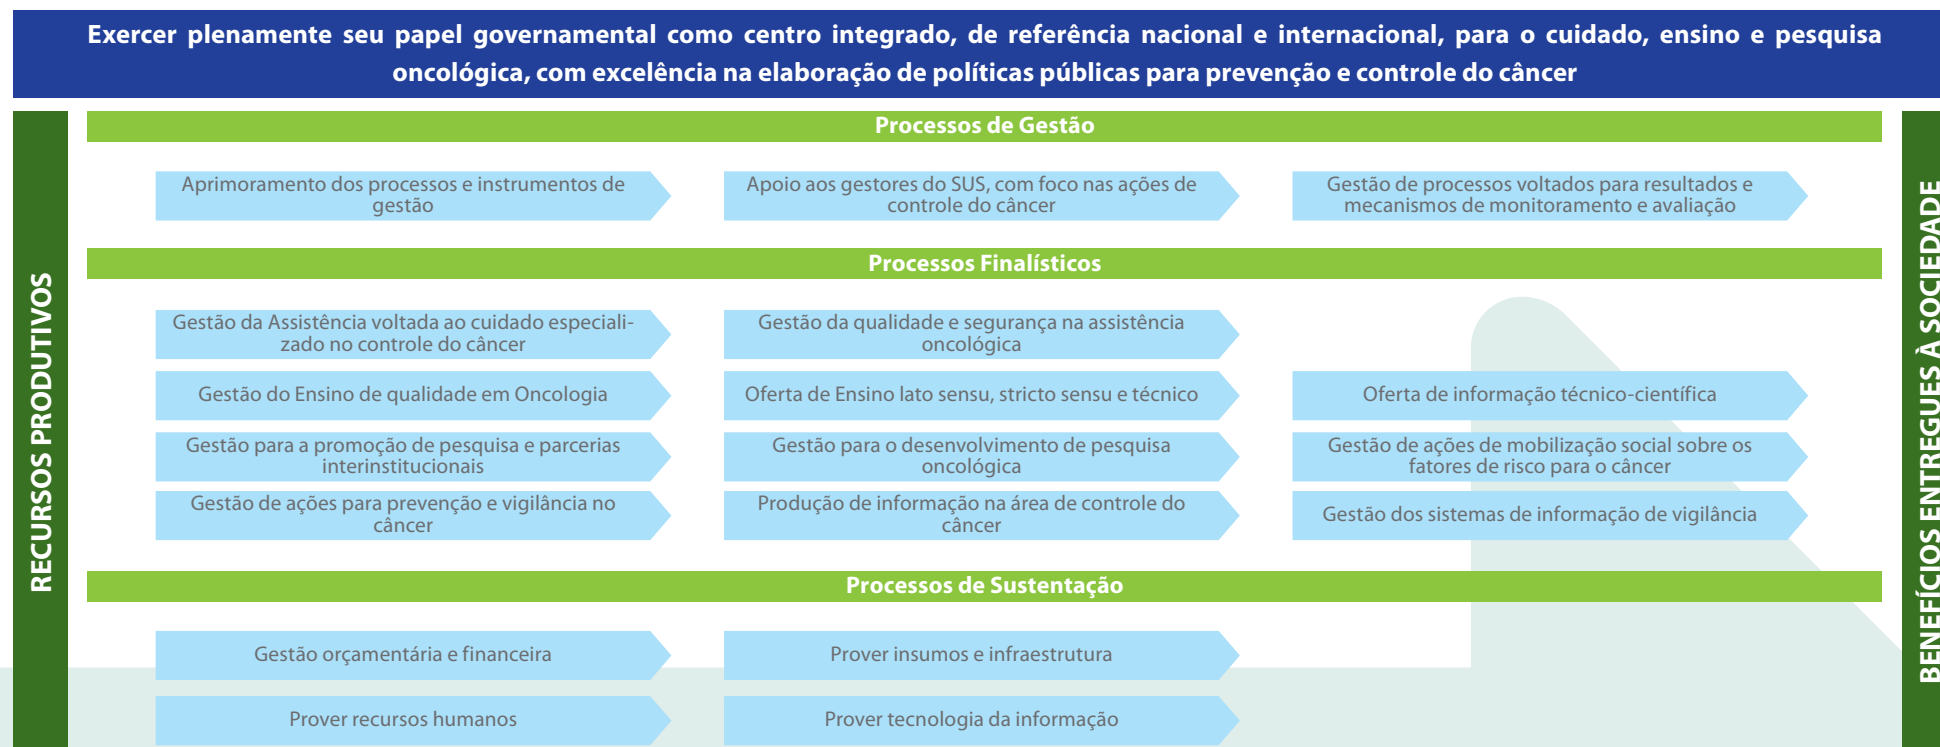 Exercer plenamente seu papel governamental como centro integrado, de referência nacional e internacional, para o cuidado, ensino e pesquisa
oncológica, com excelência na elaboração de políticas públicas para prevenção e controle do câncer
RECURSOS PRODUTIVOS
Processos de Gestão
Aprimoramento dos processos e instrumentos de
gestão
Apoio aos gestores do SUS, com foco nas ações de
controle do câncer
Gestão de processos voltados para resultados e
mecanismos de monitoramento e avaliação
Processos Finalísticos
Gestão da Assistência voltada ao cuidado especiali-
zado no controle do câncer
Gestão da qualidade e segurança na assistência
oncológica
Gestão do Ensino de qualidade em Oncologia
Oferta de Ensino lato sensu, stricto sensu e técnico
Oferta de informação técnico-científica
Gestão para a promoção de pesquisa e parcerias
interinstitucionais
Gestão para o desenvolvimento de pesquisa
oncológica
Gestão de ações de mobilização social sobre os
fatores de risco para o câncer
Gestão de ações para prevenção e vigilância no
câncer
Produção de informação na área de controle do
câncer
Gestão dos sistemas de informação de vigilância
Processos de Sustentação
Gestão orçamentária e financeira
Prover insumos e infraestrutura
Prover recursos humanos
Prover tecnologia da informação
BENEFÍCIOS ENTREGUES À SOCIEDADE